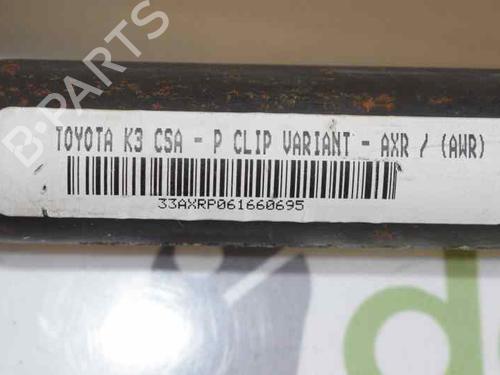 B-PARTS
TOYOTA K3 CSA - P CLIP VARIANT - AXR / (AWR)
33AXRP061660695